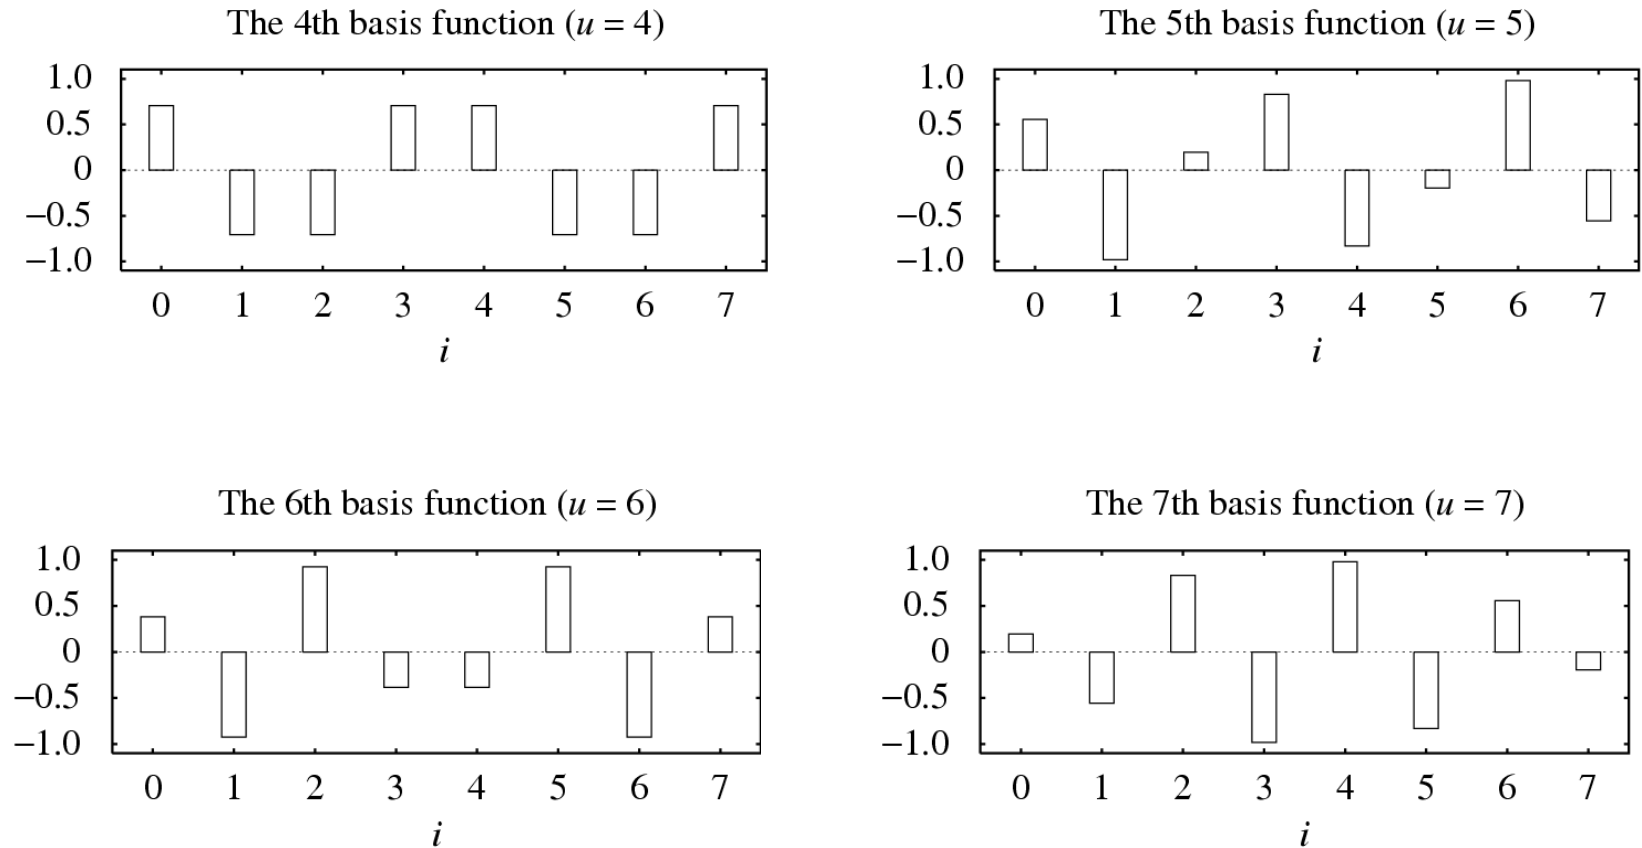 The 4th basis function (u = 4)
1.0
0.5
0
−0.5
−1.0
0 1 2 3 4 5 6 7
i
The 5th basis function (u = 5)
1.0
0.5
0
−0.5
−1.0
0 1 2 3 4 5 6 7
i
The 6th basis function (u = 6)
1.0
0.5
0
−0.5
−1.0
0 1 2 3 4 5 6 7
i
The 7th basis function (u = 7)
1.0
0.5
0
−0.5
−1.0
0 1 2 3 4 5 6 7
i